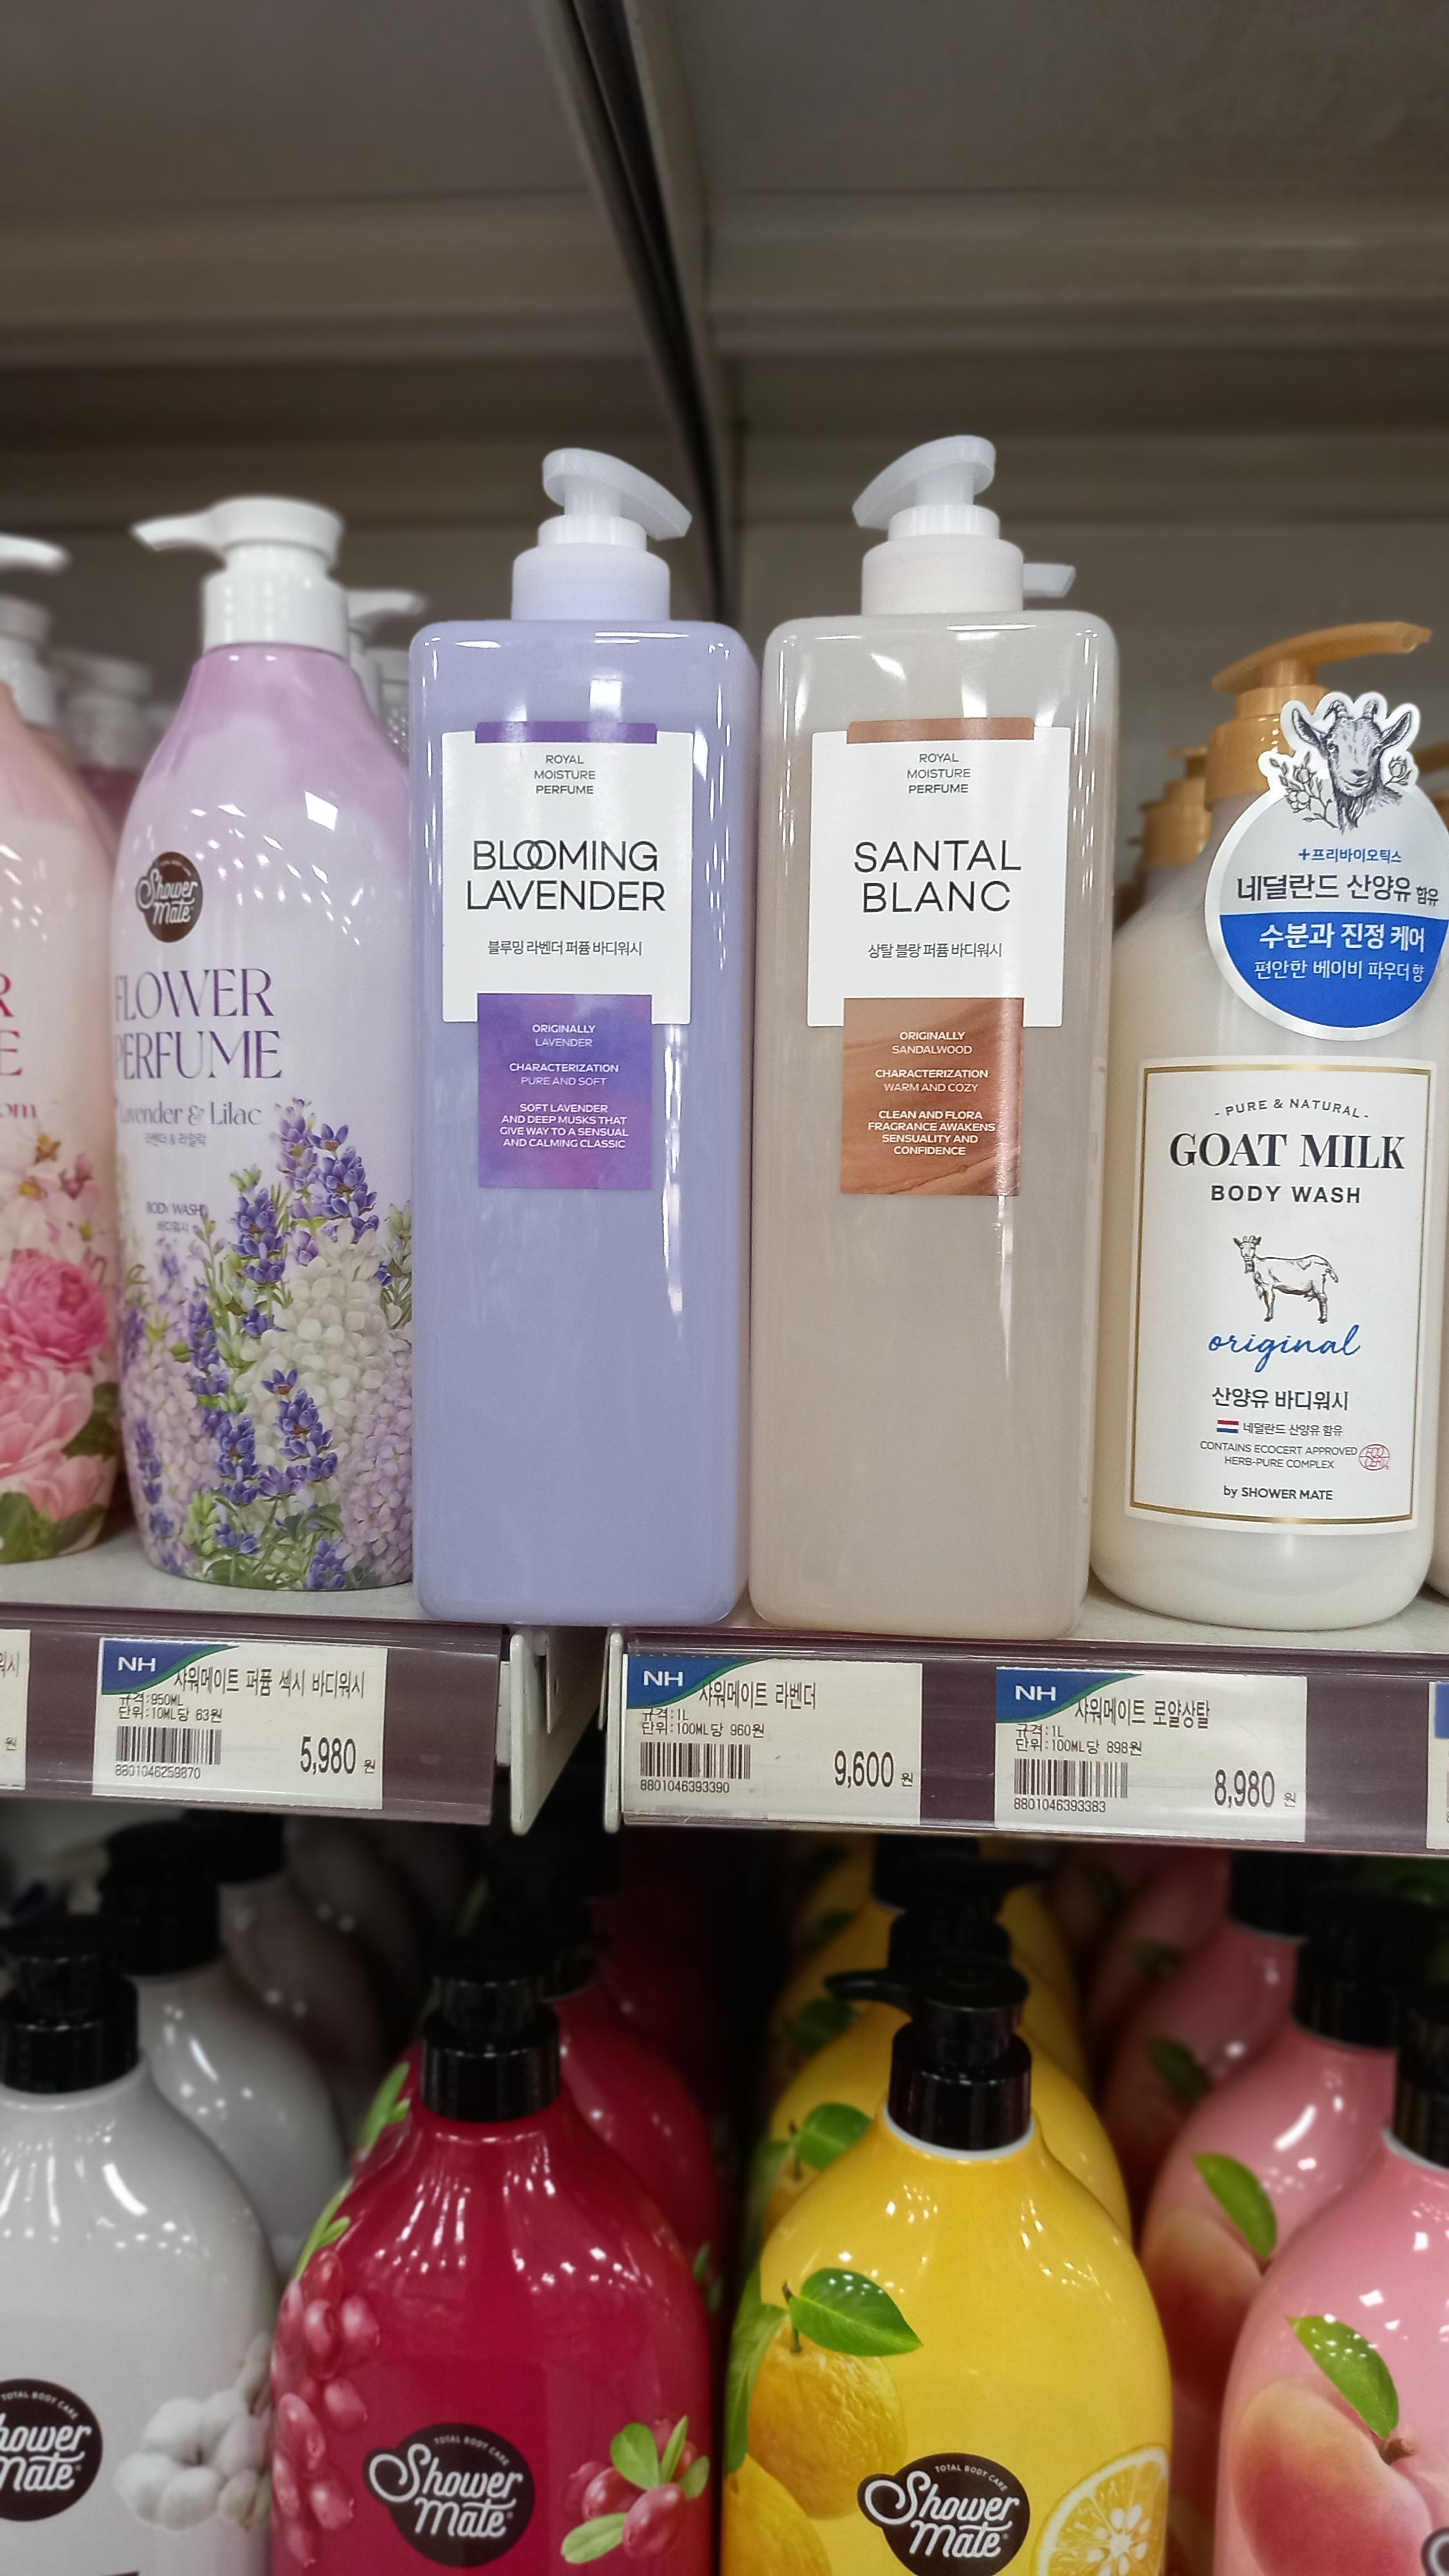 Shower
Mate
FLOWER
PERFUME
Lavender & Lilac
라벤더 & 라일락
BODY WASH
바디워시
ROYAL
MOISTURE
PERFUME
BLOOMING
LAVENDER
블루밍 라벤더 퍼퓸 바디워시
ORIGINALLY
LAVENDER
CHARACTERIZATION
PURE AND SOFT
SOFT LAVENDER
AND DEEP MUSKS THAT
GIVE WAY TO A SENSUAL
AND CALMING CLASSIC
ROYAL
MOISTURE
PERFUME
SANTAL
BLANC
상탈 블랑 퍼퓸 바디워시
ORIGINALLY
SANDALWOOD
CHARACTERIZATION
WARM AND COZY
CLEAN AND FLORA
FRAGRANCE AWAKENS
SENSUALITY AND
CONFIDENCE
+프리바이오틱스
네덜란드 산양유 함유
수분과 진정 케어
편안한 베이비 파우더 향
- PURE & NATURAL -
GOAT MILK
BODY WASH
original
산양유 바디워시
네덜란드 산양유 함유
CONTAINS ECOCERT APPROVED
HERB-PURE COMPLEX
ECO
CERT
by SHOWER MATE
원
NH
샤워메이트 퍼퓸 섹시 바디워시
규격:950ML
단위:10ML당 63원
8801046259870
5,980 원
NH
샤워메이트 라벤더
규격:1L
단위:100ML당 960원
8801046393390
9,600 원
NH
샤워메이트 로얄상탈
규격:1L
단위:100ML당 898원
8801046393383
8,980 원
TOTAL BODY CARE
Shower
Mate
TOTAL BODY CARE
Shower
Mate
TOTAL BODY CARE
Shower
Mate